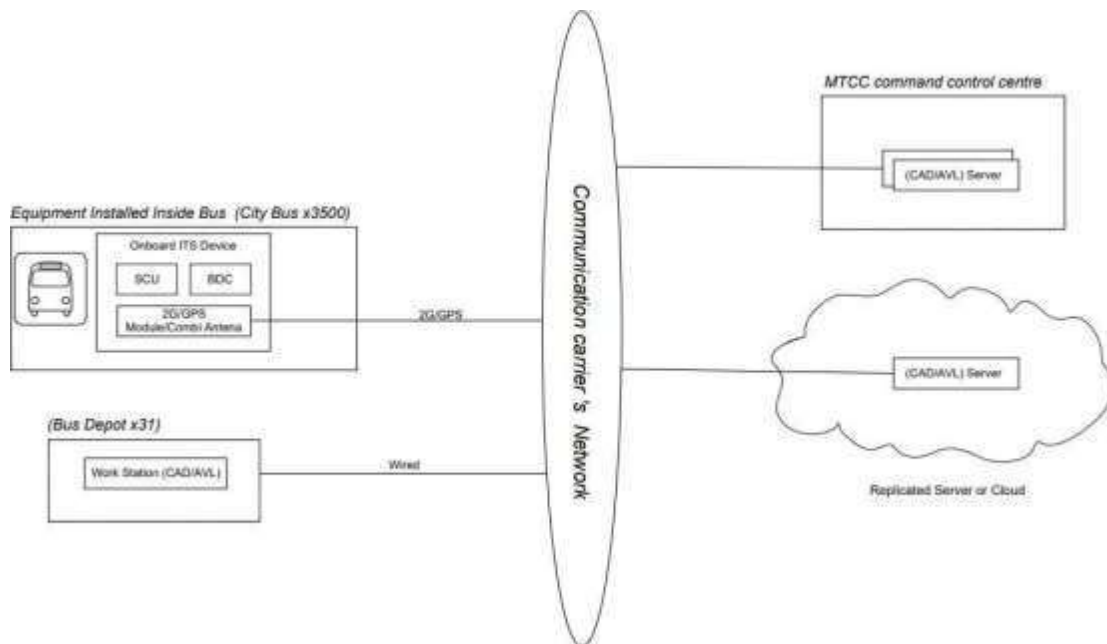 MTCC command control centre
(CAD/AVL) Server
Equipment Installed Inside Bus (City Bus x3500)
Onboard ITS Device
SCU
BDC
2G/GPS
Module/Combi Antena
2G/GPS
Communication carrier 's Network
(CAD/AVL) Server
(Bus Depot x31)
Work Station (CAD/AVL)
Wired
Replicated Server or Cloud